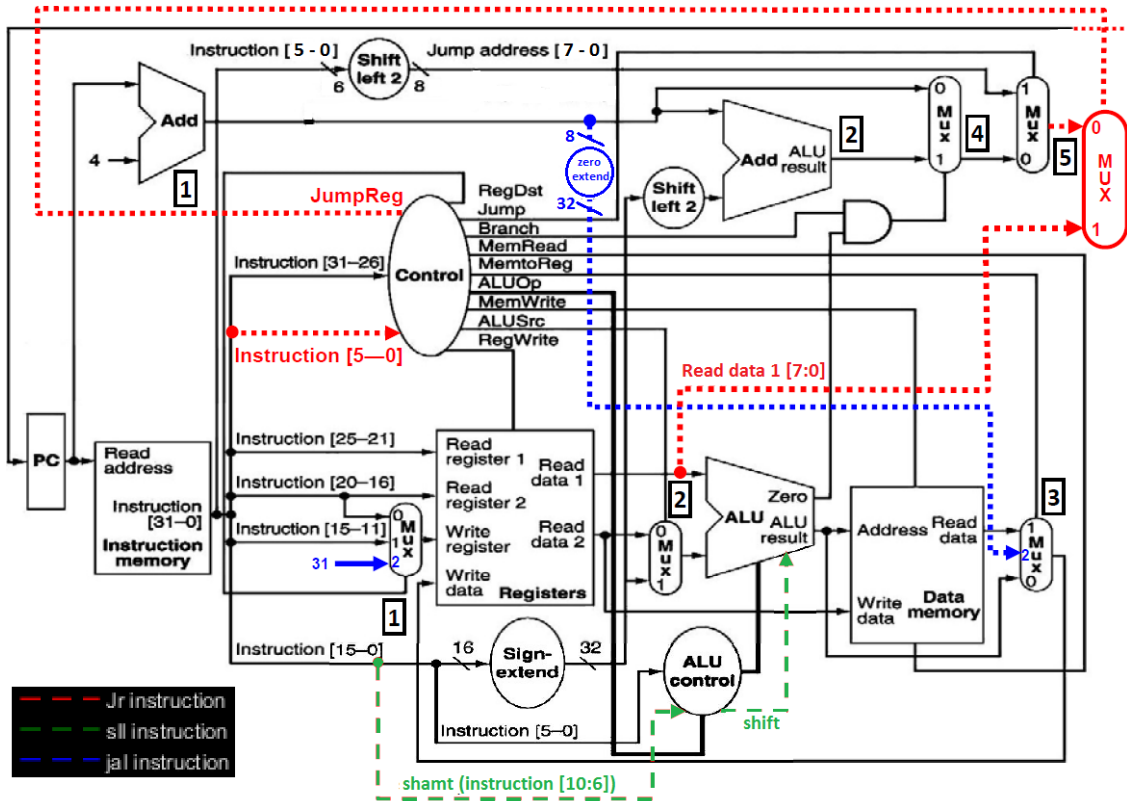 Instruction [5 - 0]
Jump address [7 - 0]
Shift
left 2
6
8
Add
4
1
8
zero
extend
32
Add
ALU
result
2
0
Mux
1
4
1
Mux
0
5
0
MUX
1
Shift
left 2
JumpReg
RegDst
Jump
Branch
MemRead
MemtoReg
ALUOp
MemWrite
ALUSrc
RegWrite
Control
Instruction [31–26]
Instruction [5—0]
Read data 1 [7:0]
PC
Read
address
Instruction
[31–0]
Instruction
memory
Instruction [25–21]
Instruction [20–16]
Instruction [15–11]
31
0
1
2
Mux
1
Read
register 1
Read
register 2
Write
register
Write
data
Read
data 1
Read
data 2
Registers
2
0
Mux
1
Zero
ALU
ALU
result
Address
Read
data
Write
data
Data
memory
3
1
2
0
Mux
Instruction [15–0]
16
Sign-
extend
32
ALU
control
shift
Instruction [5–0]
shamt (instruction [10:6])
Jr instruction
sll instruction
jal instruction